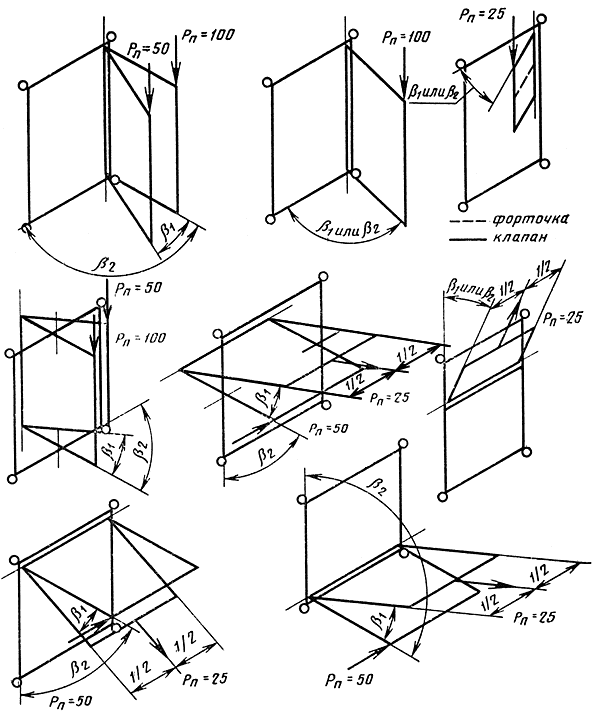 Pп=50
Pп=100
β1
β2
Pп=100
β1 или β2
Pп=25
β1 или β2
форточка
клапан
Pп=50
Pп=100
β1
β2
1/2
1/2
Pп=25
β1
Pп=50
β2
β1 или β2
1/2
1/2
Pп=25
β1
β2
1/2
1/2
Pп=50
Pп=25
β2
1/2
1/2
Pп=25
β1
Pп=50